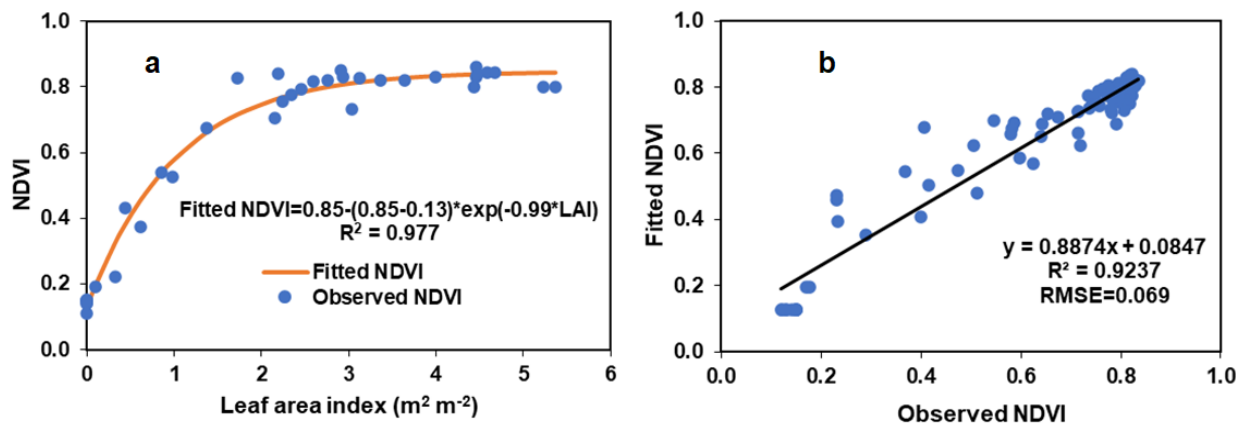 a
1.0
0.8
0.6
0.4
0.2
0.0
NDVI
Fitted NDVI=0.85-(0.85-0.13)*exp(-0.99*LAI)
R² = 0.977
Fitted NDVI
Observed NDVI
0 1 2 3 4 5 6
Leaf area index (m² m⁻²)
b
1.0
0.8
0.6
0.4
0.2
0.0
Fitted NDVI
y = 0.8874x + 0.0847
R² = 0.9237
RMSE=0.069
0.0 0.2 0.4 0.6 0.8 1.0
Observed NDVI